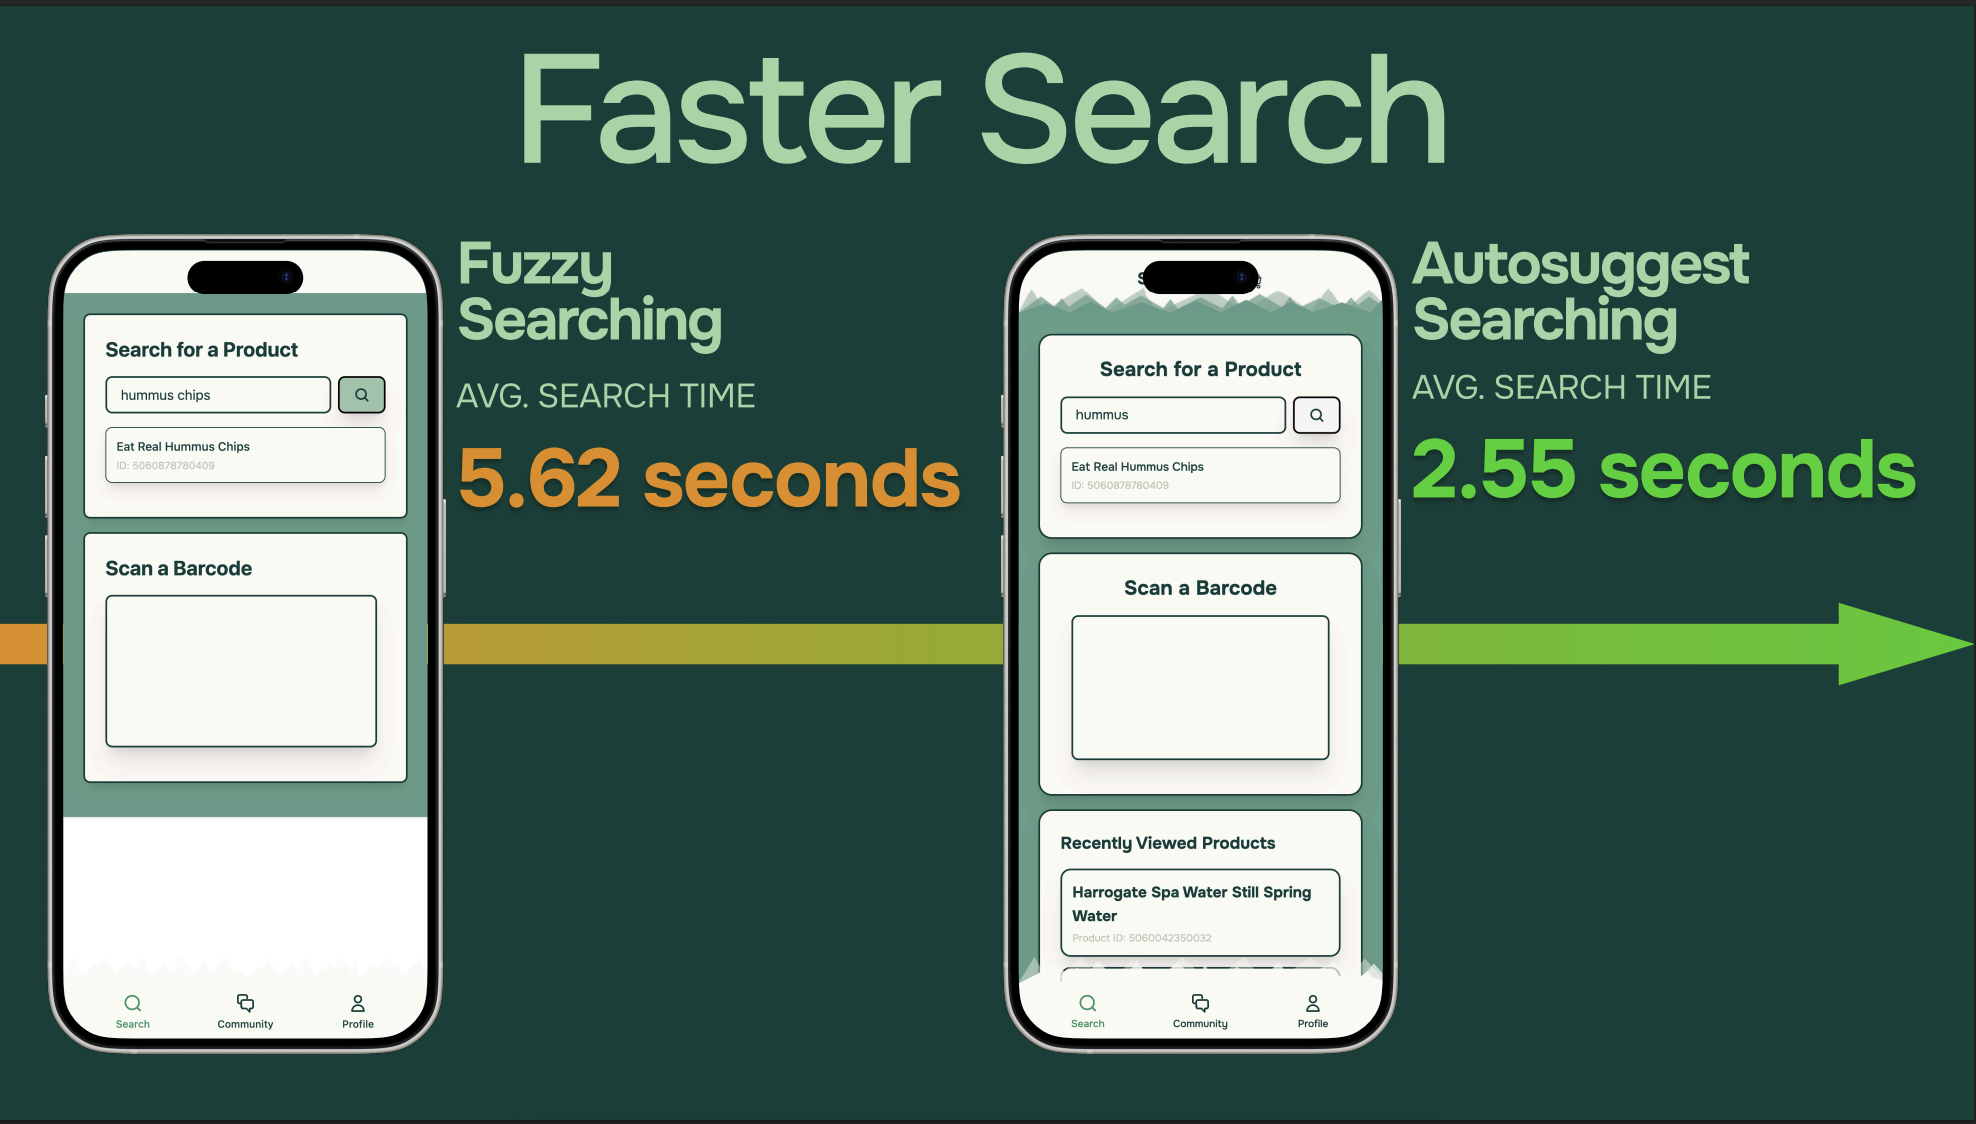 Faster Search
Search for a Product
hummus chips
Eat Real Hummus Chips
ID: 5060878780409
Scan a Barcode
Search
Community
Profile
Fuzzy
Searching
AVG. SEARCH TIME
5.62 seconds
Search for a Product
hummus
Eat Real Hummus Chips
ID: 5060878780409
Scan a Barcode
Recently Viewed Products
Harrogate Spa Water Still Spring
Water
Product ID: 5060042350032
Search
Community
Profile
Autosuggest
Searching
AVG. SEARCH TIME
2.55 seconds